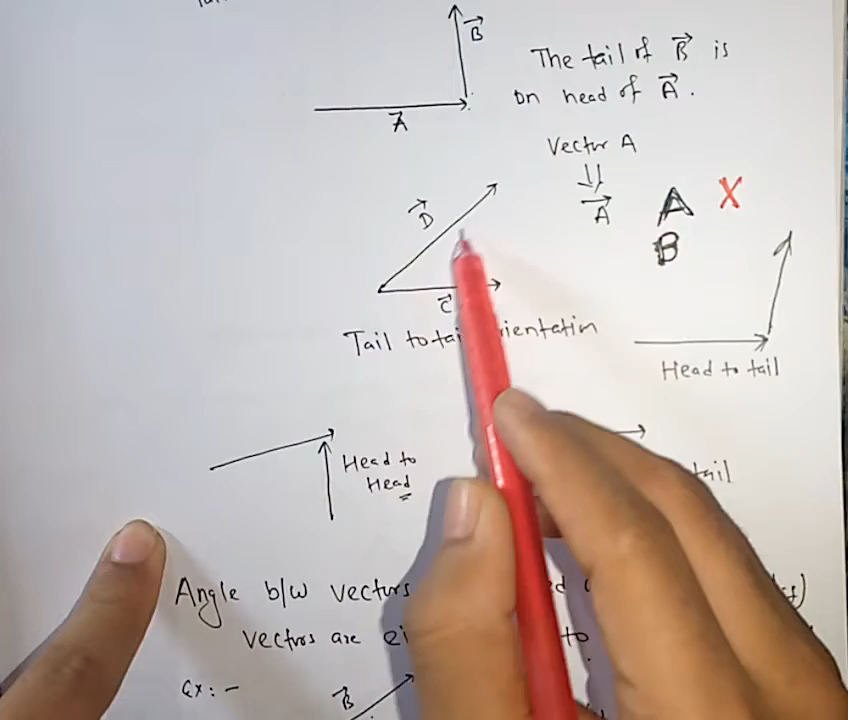 B
The tail of B is
on head of A.
A
Vector A
A
A X
B
D
C
Tail to tai rientatin
Head to tail
Head to
Head
tail
Angle b/w vectors
vectors are ei to
Ex: -
B